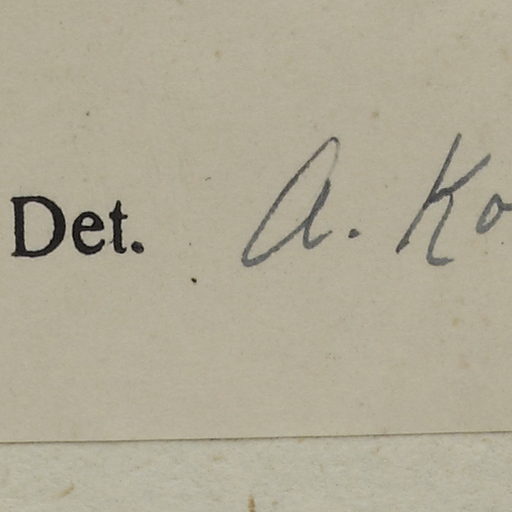 Det. A. Ko